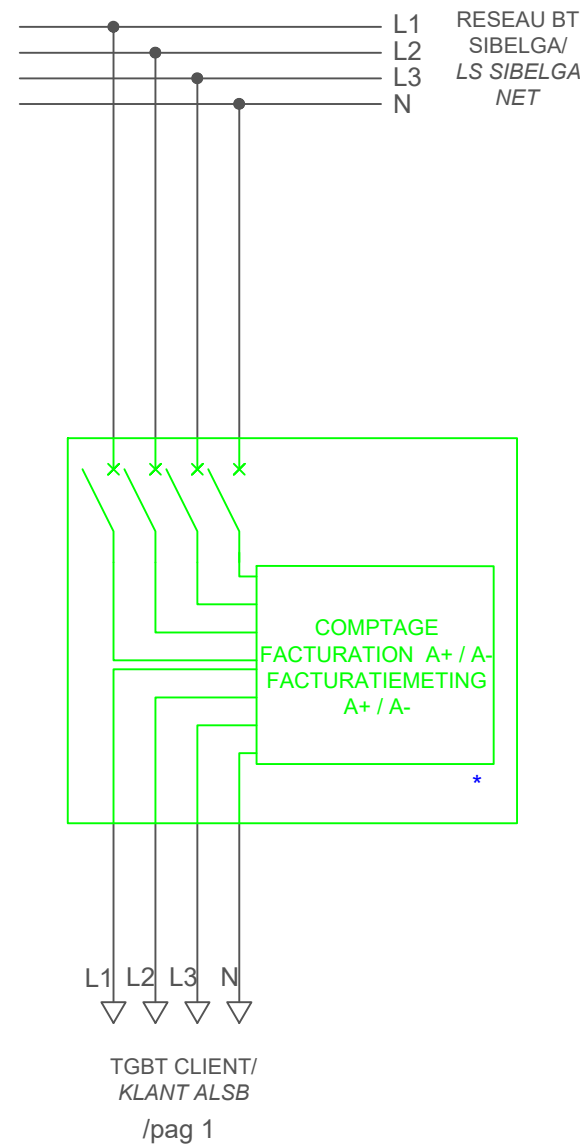 L1
L2
L3
N
RESEAU BT
SIBELGA/
LS SIBELGA
NET
COMPTAGE
FACTURATION A+ / A-
FACTURATIEMETING
A+ / A-
*
L1 L2 L3 N
TGBT CLIENT/
KLANT ALSB
/pag 1